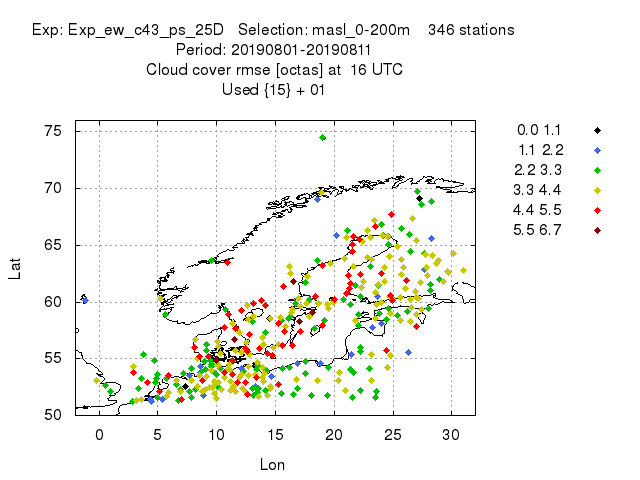 Exp: Exp_ew_c43_ps_25D   Selection: masl_0-200m    346 stations
Period: 20190801-20190811
Cloud cover rmse [octas] at  16 UTC
Used {15} + 01
0.0 1.1
1.1 2.2
2.2 3.3
3.3 4.4
4.4 5.5
5.5 6.7
75
70
65
60
55
50
Lat
0 5 10 15 20 25 30
Lon